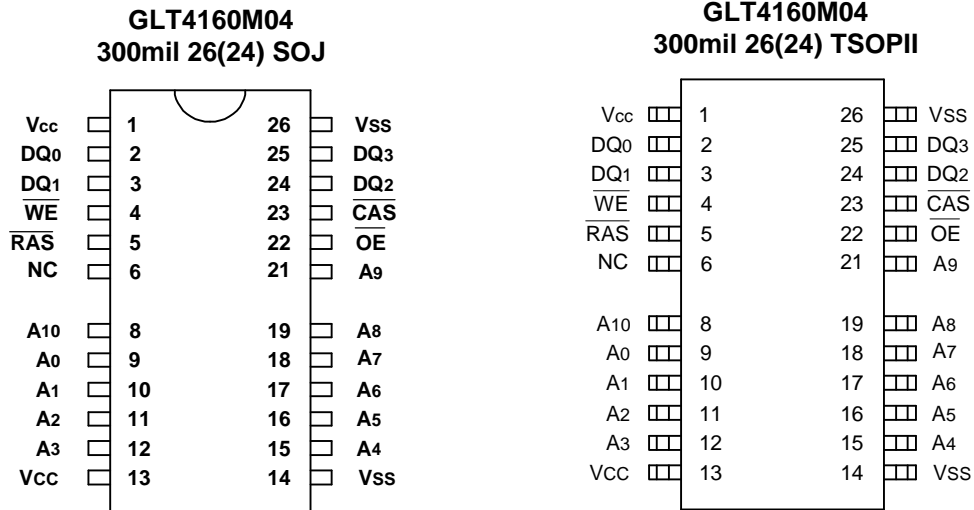 GLT4160M04
300mil 26(24) SOJ
Vcc 1 26 VSS
DQ0 2 25 DQ3
DQ1 3 24 DQ2
WE 4 23 CAS
RAS 5 22 OE
NC 6 21 A9
A10 8 19 A8
A0 9 18 A7
A1 10 17 A6
A2 11 16 A5
A3 12 15 A4
VCC 13 14 VSS
GLT4160M04
300mil 26(24) TSOPII
Vcc 1 26 VSS
DQ0 2 25 DQ3
DQ1 3 24 DQ2
WE 4 23 CAS
RAS 5 22 OE
NC 6 21 A9
A10 8 19 A8
A0 9 18 A7
A1 10 17 A6
A2 11 16 A5
A3 12 15 A4
VCC 13 14 VSS